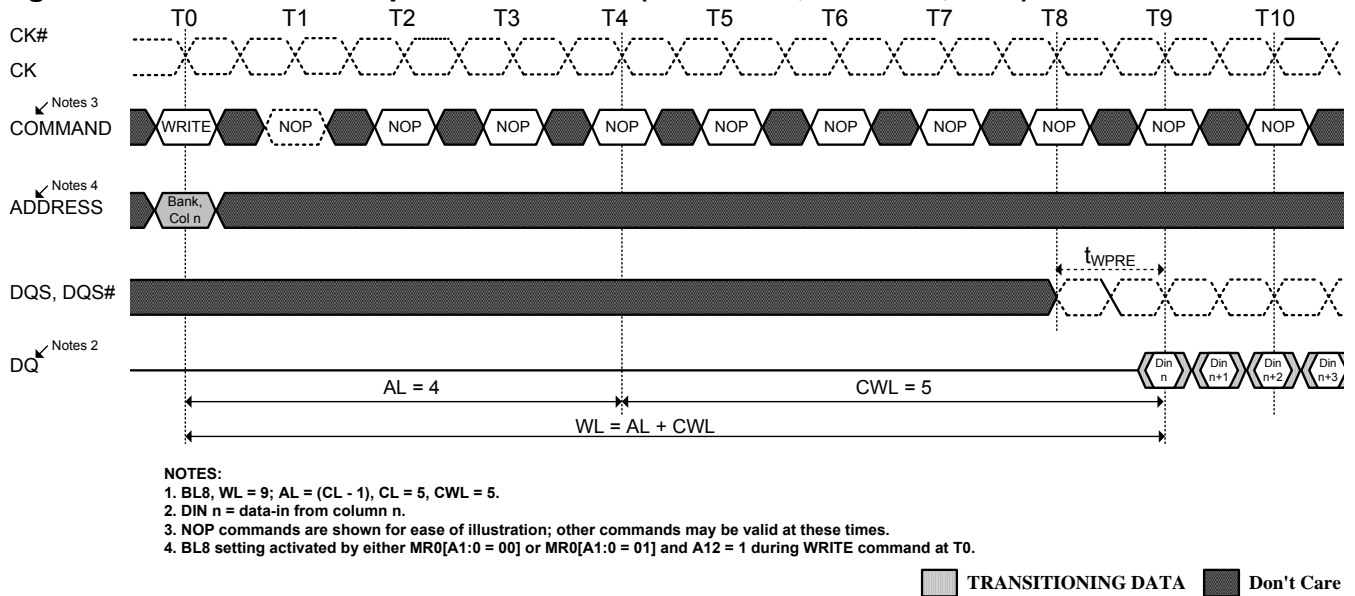 T0 T1 T2 T3 T4 T5 T6 T7 T8 T9 T10
CK#
CK
Notes 3
COMMAND
WRITE NOP NOP NOP NOP NOP NOP NOP NOP NOP NOP
Notes 4
ADDRESS
Bank,
Col n
tWPRE
DQS, DQS#
Notes 2
DQ
Din n Din n+1 Din n+2 Din n+3
AL = 4 CWL = 5
WL = AL + CWL
NOTES:
1. BL8, WL = 9; AL = (CL - 1), CL = 5, CWL = 5.
2. DIN n = data-in from column n.
3. NOP commands are shown for ease of illustration; other commands may be valid at these times.
4. BL8 setting activated by either MR0[A1:0 = 00] or MR0[A1:0 = 01] and A12 = 1 during WRITE command at T0.
TRANSITIONING DATA Don't Care